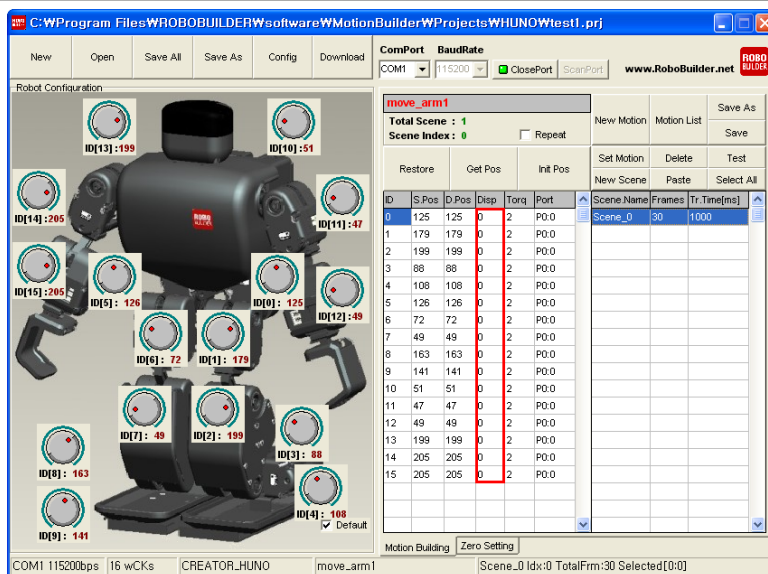 C:₩Program Files₩ROBOBUILDER₩software₩MotionBuilder₩Projects₩HUNO₩test1.prj
New Open Save All Save As Config Download
ComPort BaudRate
COM1 115200 ClosePort ScanPort www.RoboBuilder.net ROBO BUILDER
Robot Configuration
ID[13] :199
ID[10] :51
ID[14] :205
ID[11] :47
ROBO BUILDER
ID[15] :205
ID[5] : 126
ID[0] : 125
ID[12] :49
ID[6] : 72
ID[1] : 179
ID[7] : 49
ID[2] : 199
ID[3] : 88
ID[8] : 163
ID[4] : 108
ID[9] : 141
Default
move_arm1
Total Scene : 1
Scene Index : 0
Repeat
New Motion Motion List Save As
Save
Restore Get Pos Init Pos
Set Motion Delete Test
New Scene Paste Select All
ID S.Pos D.Pos Disp Torq Port
0 125 125 0 2 P0:0
1 179 179 0 2 P0:0
2 199 199 0 2 P0:0
3 88 88 0 2 P0:0
4 108 108 0 2 P0:0
5 126 126 0 2 P0:0
6 72 72 0 2 P0:0
7 49 49 0 2 P0:0
8 163 163 0 2 P0:0
9 141 141 0 2 P0:0
10 51 51 0 2 P0:0
11 47 47 0 2 P0:0
12 49 49 0 2 P0:0
13 199 199 0 2 P0:0
14 205 205 0 2 P0:0
15 205 205 0 2 P0:0
Scene.Name Frames Tr.Time[ms]
Scene_0 30 1000
Motion Building Zero Setting
COM1 115200bps 16 wCKs CREATOR_HUNO move_arm1 Scene_0 Idx:0 TotalFrm:30 Selected[0:0]